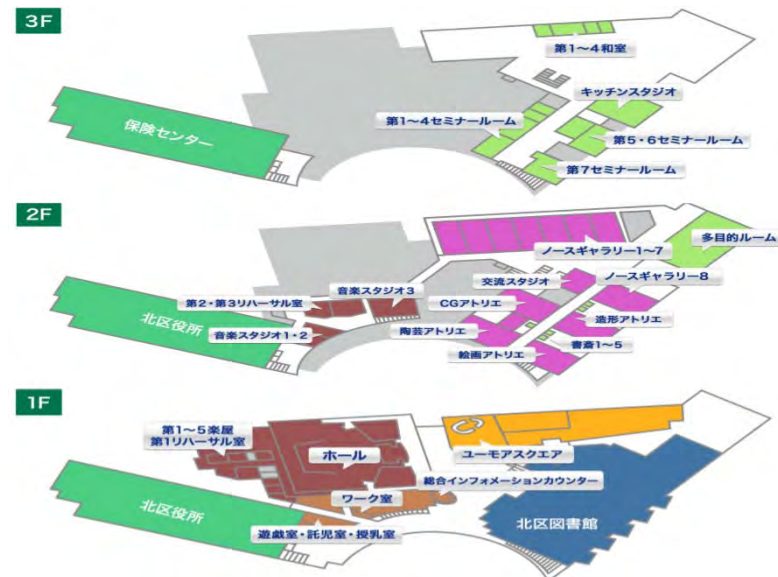 3F
第1～4和室
キッチンスタジオ
第1～4セミナールーム
保険センター
第5・6セミナールーム
第7セミナールーム
2F
多目的ルーム
ノースギャラリー1～7
交流スタジオ
ノースギャラリー8
音楽スタジオ3
第2・第3リハーサル室
CGアトリエ
北区役所
造形アトリエ
陶芸アトリエ
音楽スタジオ1・2
書斎1～5
絵画アトリエ
1F
第1～5楽屋
第1リハーサル室
ホール
ユーモアスクエア
総合インフォメーションカウンター
ワーク室
北区役所
北区図書館
遊戯室・託児室・授乳室